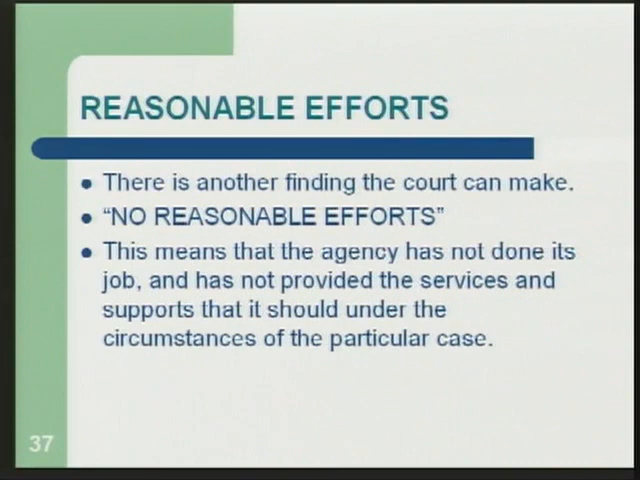 REASONABLE EFFORTS
● There is another finding the court can make.
● “NO REASONABLE EFFORTS”
● This means that the agency has not done its
job, and has not provided the services and
supports that it should under the
circumstances of the particular case.
37